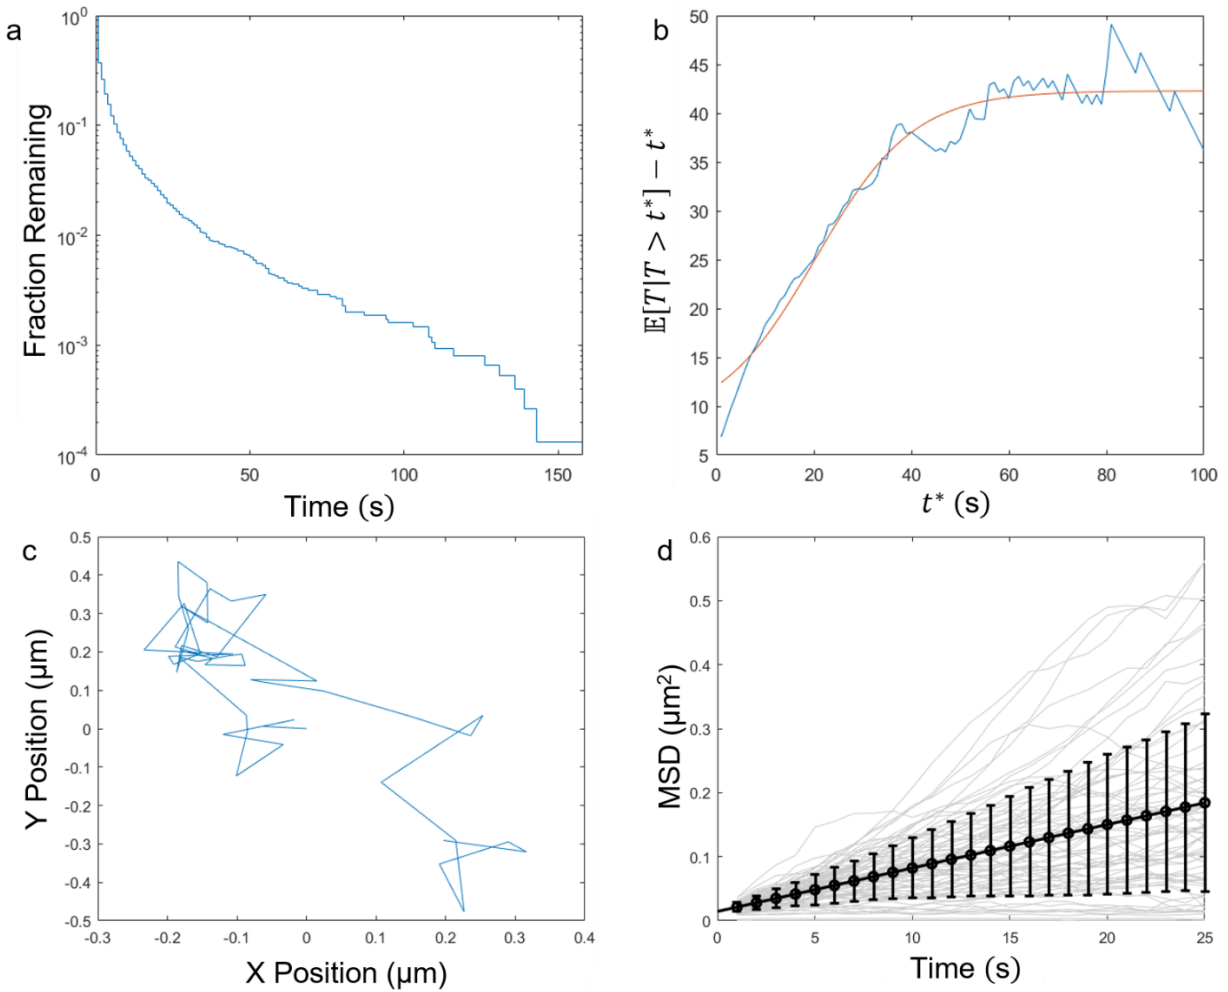 a
10^0
10^-1
10^-2
10^-3
10^-4
Fraction Remaining
0 50 100 150
Time (s)
b
50
45
40
35
30
25
20
15
10
5
𝔼[T|T > t*] − t*
0 20 40 60 80 100
t* (s)
c
0.5
0.4
0.3
0.2
0.1
0
-0.1
-0.2
-0.3
-0.4
-0.5
Y Position (μm)
-0.3 -0.2 -0.1 0 0.1 0.2 0.3 0.4
X Position (μm)
d
0.6
0.5
0.4
0.3
0.2
0.1
0
MSD (μm²)
0 5 10 15 20 25
Time (s)